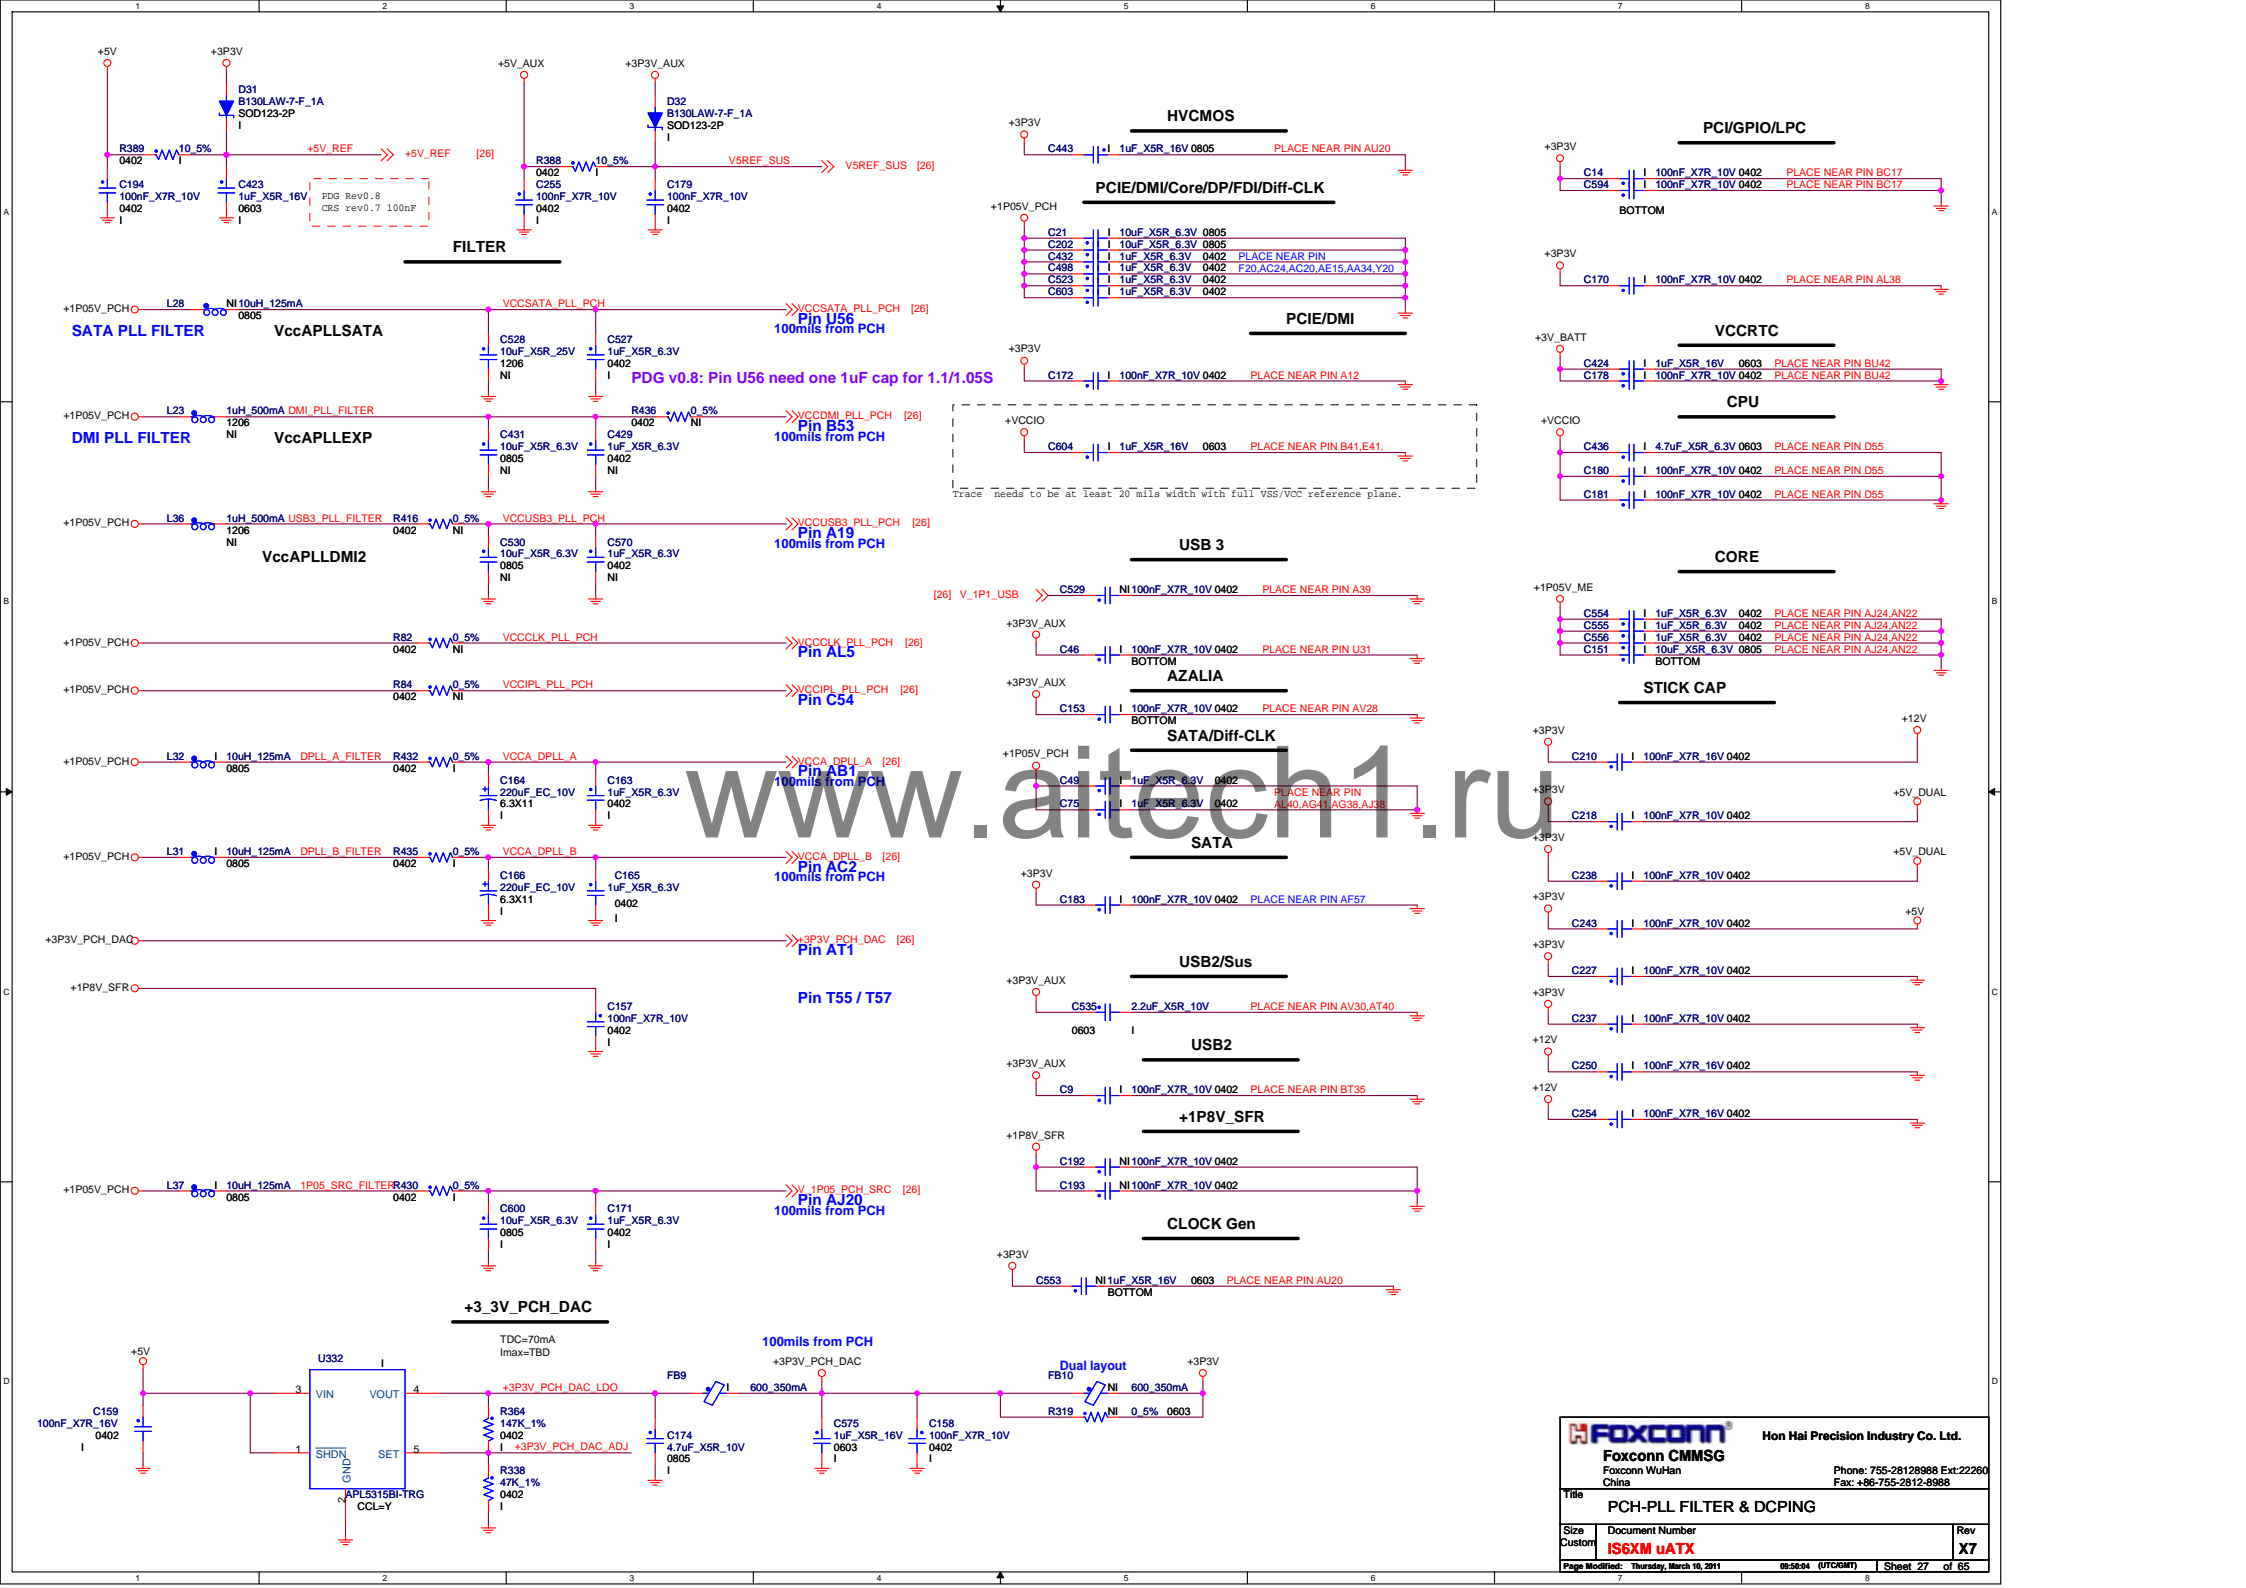 1 2 3 4 5 6 7 8
+5V
+3P3V
D31
B130LAW-7-F_1A
SOD123-2P
I
R389
0402
10_5%
I
+5V_REF
+5V_REF [26]
C194
100nF_X7R_10V
0402
I
C423
1uF_X5R_16V
0603
I
PDG Rev0.8
CRS rev0.7 100nF
+5V_AUX
+3P3V_AUX
D32
B130LAW-7-F_1A
SOD123-2P
I
R388
0402
10_5%
I
V5REF_SUS
V5REF_SUS [26]
C255
100nF_X7R_10V
0402
I
C179
100nF_X7R_10V
0402
I
FILTER
+1P05V_PCH
L28
NI 10uH_125mA
0805
VCCSATA_PLL_PCH
VCCSATA_PLL_PCH [26]
Pin U56
100mils from PCH
SATA PLL FILTER
VccAPLLSATA
C528
10uF_X5R_25V
1206
NI
C527
1uF_X5R_6.3V
0402
I
PDG v0.8: Pin U56 need one 1uF cap for 1.1/1.05S
+1P05V_PCH
L23
1uH_500mA DMI_PLL_FILTER
1206
NI
R436
0402
0_5%
NI
VCCDMI_PLL_PCH [26]
Pin B53
100mils from PCH
DMI PLL FILTER
VccAPLLEXP
C431
10uF_X5R_6.3V
0805
NI
C429
1uF_X5R_6.3V
0402
NI
+1P05V_PCH
L36
1uH_500mA USB3_PLL_FILTER
1206
NI
R416
0402
0_5%
NI
VCCUSB3_PLL_PCH
VCCUSB3_PLL_PCH [26]
Pin A19
100mils from PCH
VccAPLLDMI2
C530
10uF_X5R_6.3V
0805
NI
C570
1uF_X5R_6.3V
0402
NI
+1P05V_PCH
R82
0402
0_5%
NI
VCCCLK_PLL_PCH
VCCCLK_PLL_PCH [26]
Pin AL5
+1P05V_PCH
R84
0402
0_5%
NI
VCCIPL_PLL_PCH
VCCIPL_PLL_PCH [26]
Pin C54
+1P05V_PCH
L32
I 10uH_125mA DPLL_A_FILTER
0805
R432
0402
0_5%
I
VCCA_DPLL_A
VCCA_DPLL_A [26]
Pin AB1
100mils from PCH
C164
220uF_EC_10V
6.3X11
I
C163
1uF_X5R_6.3V
0402
I
+1P05V_PCH
L31
I 10uH_125mA DPLL_B_FILTER
0805
R435
0402
0_5%
I
VCCA_DPLL_B
VCCA_DPLL_B [26]
Pin AC2
100mils from PCH
C166
220uF_EC_10V
6.3X11
I
C165
1uF_X5R_6.3V
0402
I
+3P3V_PCH_DAC
+3P3V_PCH_DAC [26]
Pin AT1
+1P8V_SFR
Pin T55 / T57
C157
100nF_X7R_10V
0402
I
+1P05V_PCH
L37
I 10uH_125mA 1P05_SRC_FILTER
0805
R430
0402
0_5%
I
V_1P05_PCH_SRC [26]
Pin AJ20
100mils from PCH
C600
10uF_X5R_6.3V
0805
I
C171
1uF_X5R_6.3V
0402
I
+3_3V_PCH_DAC
TDC=70mA
Imax=TBD
+5V
C159
100nF_X7R_16V
0402
I
U332
I
3 VIN VOUT 4
1 SHDN SET 5
GND
2
APL5315BI-TRG
CCL=Y
+3P3V_PCH_DAC_LDO
R364
147K_1%
0402
I
+3P3V_PCH_DAC_ADJ
R338
47K_1%
0402
I
FB9
I
600_350mA
C174
4.7uF_X5R_10V
0805
I
100mils from PCH
+3P3V_PCH_DAC
C575
1uF_X5R_16V
0603
I
C158
100nF_X7R_10V
0402
I
Dual layout
FB10
NI 600_350mA
+3P3V
R319
NI 0_5% 0603
HVCMOS
+3P3V
C443 I 1uF_X5R_16V 0805 PLACE NEAR PIN AU20
PCIE/DMI/Core/DP/FDI/Diff-CLK
+1P05V_PCH
C21 I 10uF_X5R_6.3V 0805
C202 I 10uF_X5R_6.3V 0805
C432 I 1uF_X5R_6.3V 0402 PLACE NEAR PIN
C498 I 1uF_X5R_6.3V 0402 F20,AC24,AC20,AE15,AA34,Y20
C523 I 1uF_X5R_6.3V 0402
C603 I 1uF_X5R_6.3V 0402
PCIE/DMI
+3P3V
C172 I 100nF_X7R_10V 0402 PLACE NEAR PIN A12
+VCCIO
C604 I 1uF_X5R_16V 0603 PLACE NEAR PIN B41,E41.
Trace needs to be at least 20 mils width with full VSS/VCC reference plane.
USB 3
[26] V_1P1_USB
C529 NI 100nF_X7R_10V 0402 PLACE NEAR PIN A39
+3P3V_AUX
C46 I 100nF_X7R_10V 0402 PLACE NEAR PIN U31
BOTTOM
AZALIA
+3P3V_AUX
C153 I 100nF_X7R_10V 0402 PLACE NEAR PIN AV28
BOTTOM
SATA/Diff-CLK
+1P05V_PCH
C49 I 1uF_X5R_6.3V 0402
PLACE NEAR PIN
C75 I 1uF_X5R_6.3V 0402 AL40,AG41,AG38,AJ38
SATA
+3P3V
C183 I 100nF_X7R_10V 0402 PLACE NEAR PIN AF57
USB2/Sus
+3P3V_AUX
C535 2.2uF_X5R_10V PLACE NEAR PIN AV30,AT40
0603 I
USB2
+3P3V_AUX
C9 I 100nF_X7R_10V 0402 PLACE NEAR PIN BT35
+1P8V_SFR
+1P8V_SFR
C192 NI 100nF_X7R_10V 0402
C193 NI 100nF_X7R_10V 0402
CLOCK Gen
+3P3V
C553 NI 1uF_X5R_16V 0603 PLACE NEAR PIN AU20
BOTTOM
PCI/GPIO/LPC
+3P3V
C14 I 100nF_X7R_10V 0402 PLACE NEAR PIN BC17
C594 I 100nF_X7R_10V 0402 PLACE NEAR PIN BC17
BOTTOM
+3P3V
C170 I 100nF_X7R_10V 0402 PLACE NEAR PIN AL38
VCCRTC
+3V_BATT
C424 I 1uF_X5R_16V 0603 PLACE NEAR PIN BU42
C178 I 100nF_X7R_10V 0402 PLACE NEAR PIN BU42
CPU
+VCCIO
C436 I 4.7uF_X5R_6.3V 0603 PLACE NEAR PIN D55
C180 I 100nF_X7R_10V 0402 PLACE NEAR PIN D55
C181 I 100nF_X7R_10V 0402 PLACE NEAR PIN D55
CORE
+1P05V_ME
C554 I 1uF_X5R_6.3V 0402 PLACE NEAR PIN AJ24,AN22
C555 I 1uF_X5R_6.3V 0402 PLACE NEAR PIN AJ24,AN22
C556 I 1uF_X5R_6.3V 0402 PLACE NEAR PIN AJ24,AN22
C151 I 10uF_X5R_6.3V 0805 PLACE NEAR PIN AJ24,AN22
BOTTOM
STICK CAP
+3P3V +12V
C210 I 100nF_X7R_16V 0402
+3P3V +5V_DUAL
C218 I 100nF_X7R_10V 0402
+3P3V +5V_DUAL
C238 I 100nF_X7R_10V 0402
+3P3V +5V
C243 I 100nF_X7R_10V 0402
+3P3V
C227 I 100nF_X7R_10V 0402
+3P3V
C237 I 100nF_X7R_10V 0402
+12V
C250 I 100nF_X7R_16V 0402
+12V
C254 I 100nF_X7R_16V 0402
www.aitech1.ru
A A
B B
C C
D D
FOXCONN®
Hon Hai Precision Industry Co. Ltd.
Foxconn CMMSG
Foxconn WuHan
China
Phone: 755-28128988 Ext:22260
Fax: +86-755-2812-8988
Title
PCH-PLL FILTER & DCPING
Size
Custom
Document Number
IS6XM uATX
Rev
X7
Page Modified: Thursday, March 10, 2011 09:50:04 (UTC/GMT) Sheet 27 of 65
1 2 3 4 5 6 7 8